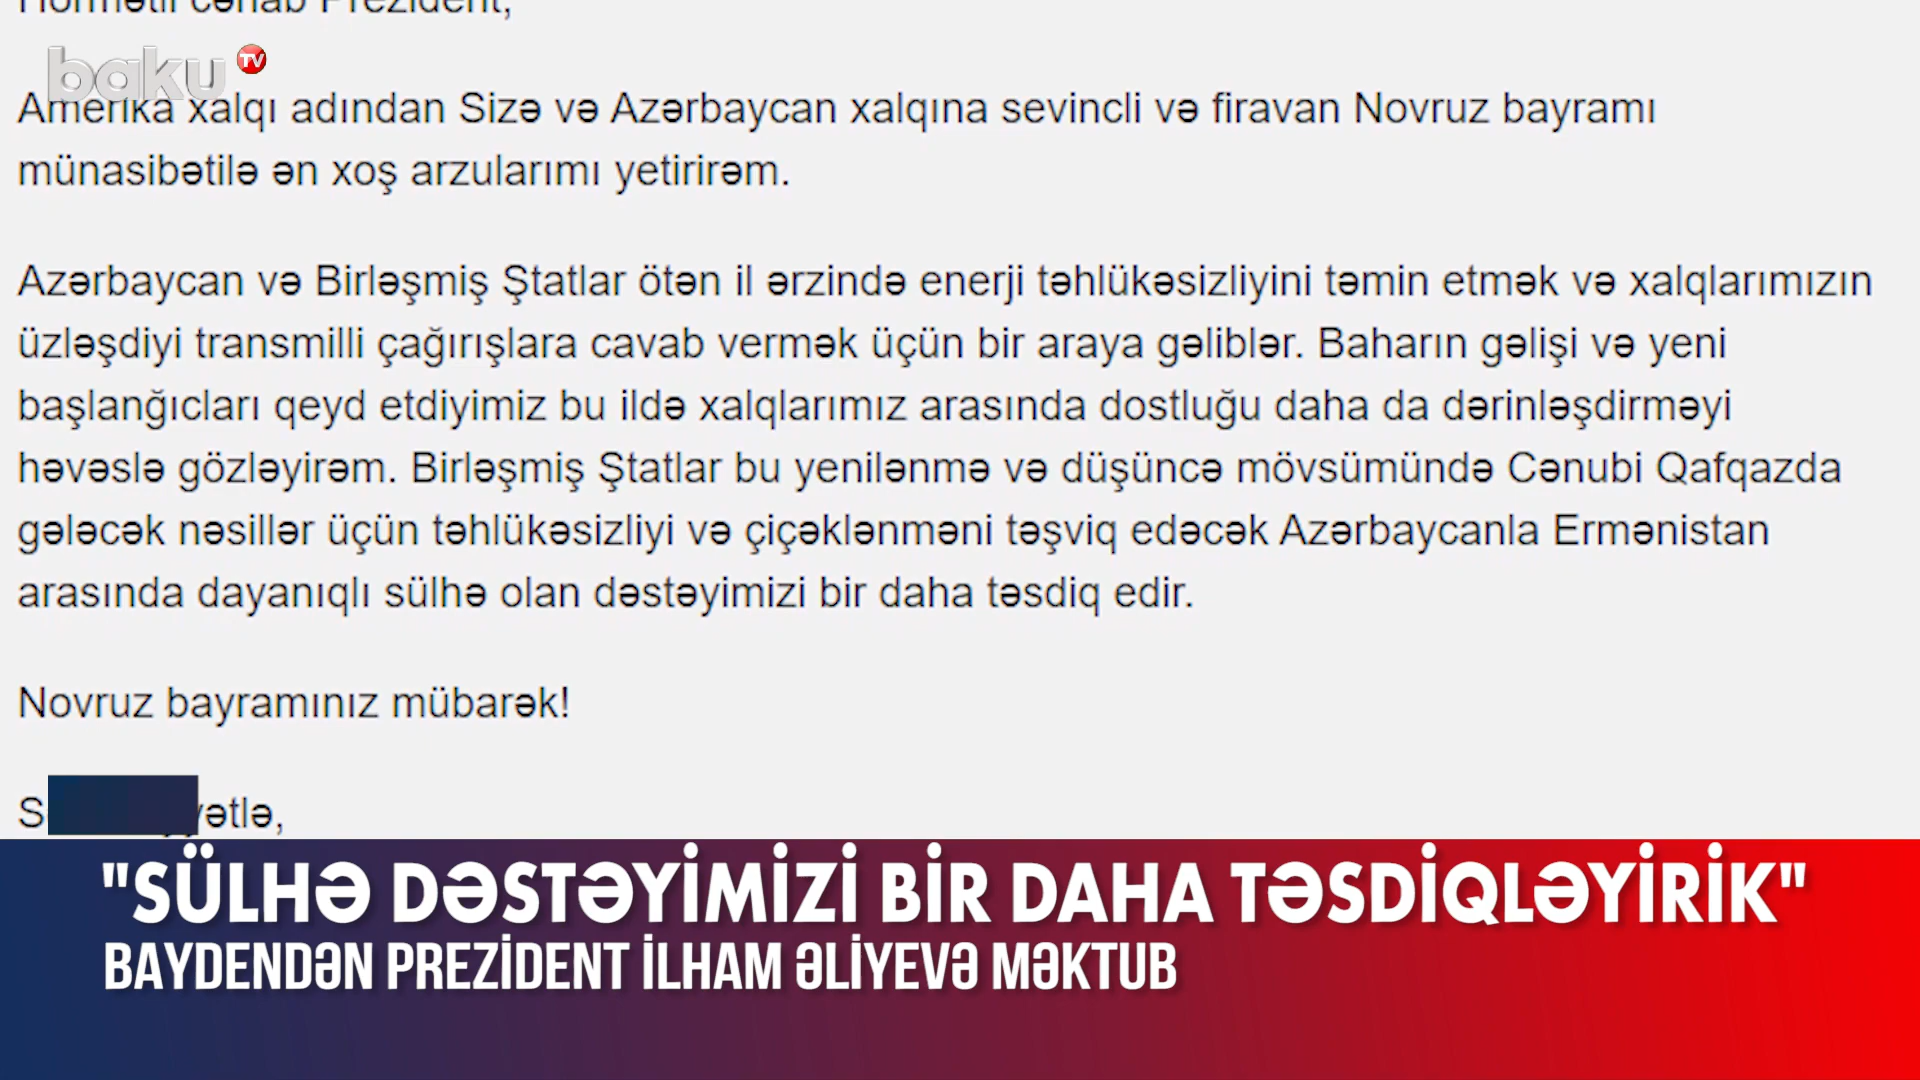 Hörmətli cənab Prezident,
baku TV
Amerika xalqı adından Sizə və Azərbaycan xalqına sevincli və firavan Novruz bayramı
münasibətilə ən xoş arzularımı yetirirəm.
Azərbaycan və Birləşmiş Ştatlar ötən il ərzində enerji təhlükəsizliyini təmin etmək və xalqlarımızın
üzləşdiyi transmilli çağırışlara cavab vermək üçün bir araya gəliblər. Baharın gəlişi və yeni
başlanğıcları qeyd etdiyimiz bu ildə xalqlarımız arasında dostluğu daha da dərinləşdirməyi
həvəslə gözləyirəm. Birləşmiş Ştatlar bu yenilənmə və düşüncə mövsümündə Cənubi Qafqazda
gələcək nəsillər üçün təhlükəsizliyi və çiçəklənməni təşviq edəcək Azərbaycanla Ermənistan
arasında dayanıqlı sülhə olan dəstəyimizi bir daha təsdiq edir.
Novruz bayramınız mübarək!
"SÜLHƏ DƏSTƏYİMİZİ BİR DAHA TƏSDİQLƏYİRİK"
BAYDENDƏN PREZİDENT İLHAM ƏLİYEVƏ MƏKTUB